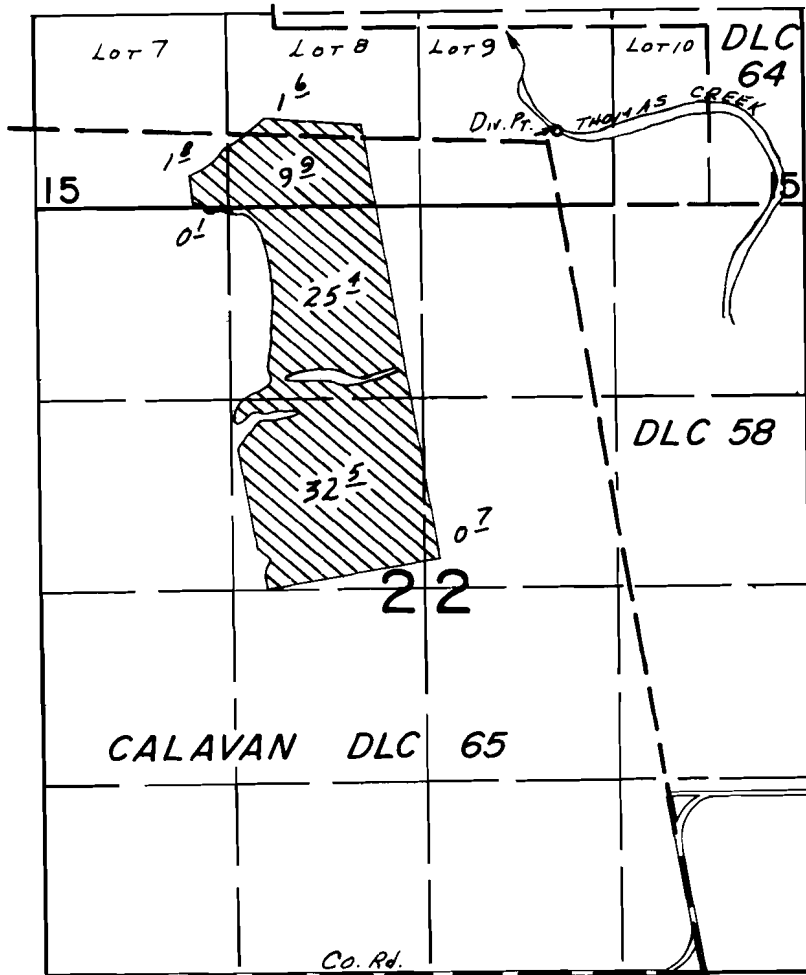 LOT 7
LOT 8
LOT 9
LOT 10
DLC
64
1 6
DIV. PT.
THOMAS CREEK
1 8
9 9
15
15
0 1
25 4
DLC 58
32 5
0 7
22
CALAVAN DLC 65
Co. Rd.